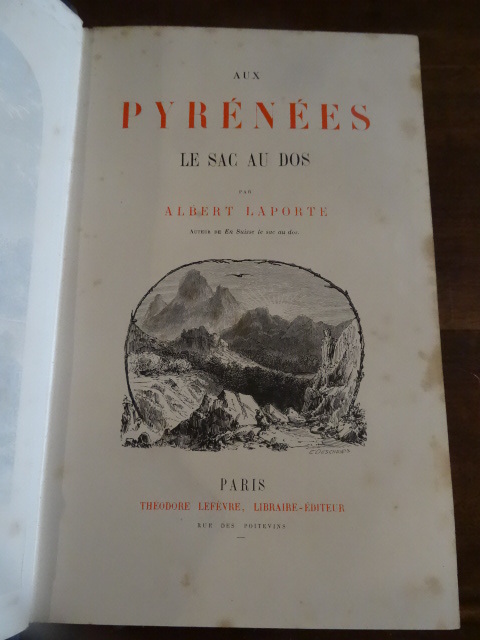 AUX
PYRÉNÉES
LE SAC AU DOS
PAR
ALBERT LAPORTE
AUTEUR DE En Suisse le sac au dos
PARIS
THÉODORE LEFÈVRE, LIBRAIRE-ÉDITEUR
RUE DES POITEVINS